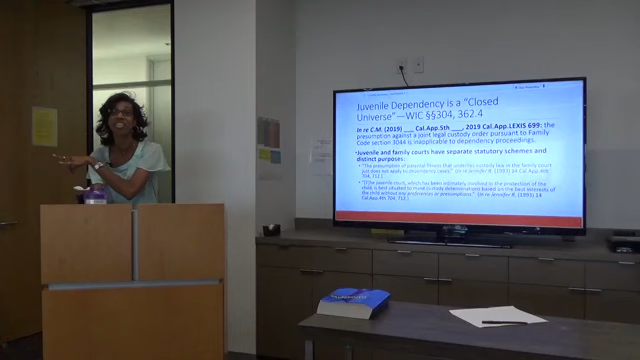 Juvenile Dependency is a "Closed
Universe"—WIC §§304, 362.4
In re C.M. (2019) ___ Cal.App.5th ___, 2019 Cal.App.LEXIS 699: the
presumption against a joint legal custody order pursuant to Family
Code section 3044 is inapplicable to dependency proceedings.
Juvenile and family courts have separate statutory schemes and
distinct purposes:
"The presumption of parental fitness that underlies custody law in the family court
just does not apply to dependency cases." (In re Jennifer R. (1993) 14 Cal. App. 4th
704, 712.)
"[T]he juvenile court, which has been intimately involved in the protection of the
child, is best situated to make custody determinations based on the best interests of
the child without any preferences or presumptions." (In re Jennifer R. (1993) 14
Cal. App.4th 704, 712.)